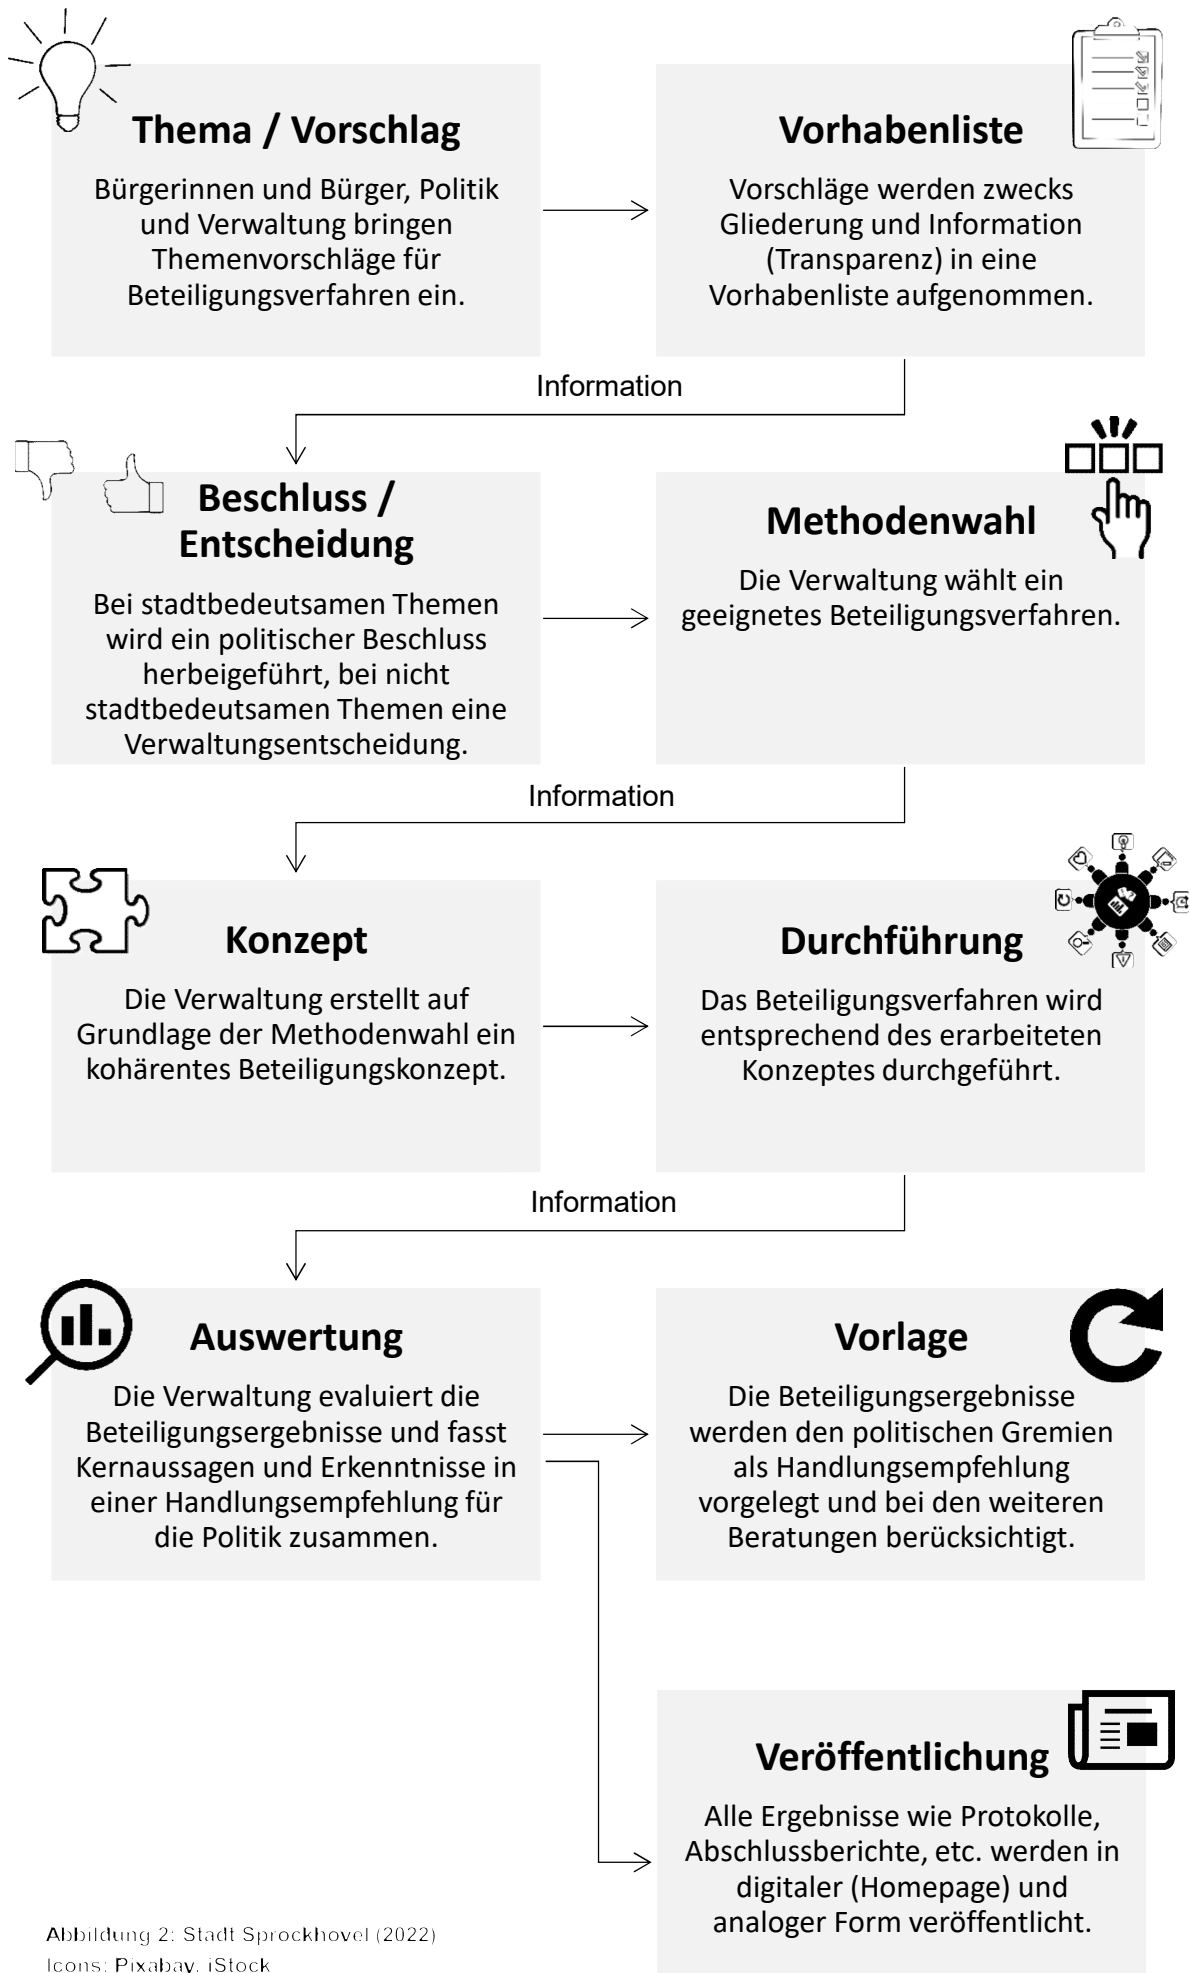 Thema / Vorschlag
Bürgerinnen und Bürger, Politik
und Verwaltung bringen
Themenvorschläge für
Beteiligungsverfahren ein.
Vorhabenliste
Vorschläge werden zwecks
Gliederung und Information
(Transparenz) in eine
Vorhabenliste aufgenommen.
Information
Beschluss /
Entscheidung
Bei stadtbedeutsamen Themen
wird ein politischer Beschluss
herbeigeführt, bei nicht
stadtbedeutsamen Themen eine
Verwaltungsentscheidung.
Methodenwahl
Die Verwaltung wählt ein
geeignetes Beteiligungsverfahren.
Information
Konzept
Die Verwaltung erstellt auf
Grundlage der Methodenwahl ein
kohärentes Beteiligungskonzept.
Durchführung
Das Beteiligungsverfahren wird
entsprechend des erarbeiteten
Konzeptes durchgeführt.
Information
Auswertung
Die Verwaltung evaluiert die
Beteiligungsergebnisse und fasst
Kernaussagen und Erkenntnisse in
einer Handlungsempfehlung für
die Politik zusammen.
Vorlage
Die Beteiligungsergebnisse
werden den politischen Gremien
als Handlungsempfehlung
vorgelegt und bei den weiteren
Beratungen berücksichtigt.
Veröffentlichung
Alle Ergebnisse wie Protokolle,
Abschlussberichte, etc. werden in
digitaler (Homepage) und
analoger Form veröffentlicht.
Abbildung 2: Stadt Sprockhovel (2022)
Icons: Pixabay, iStock